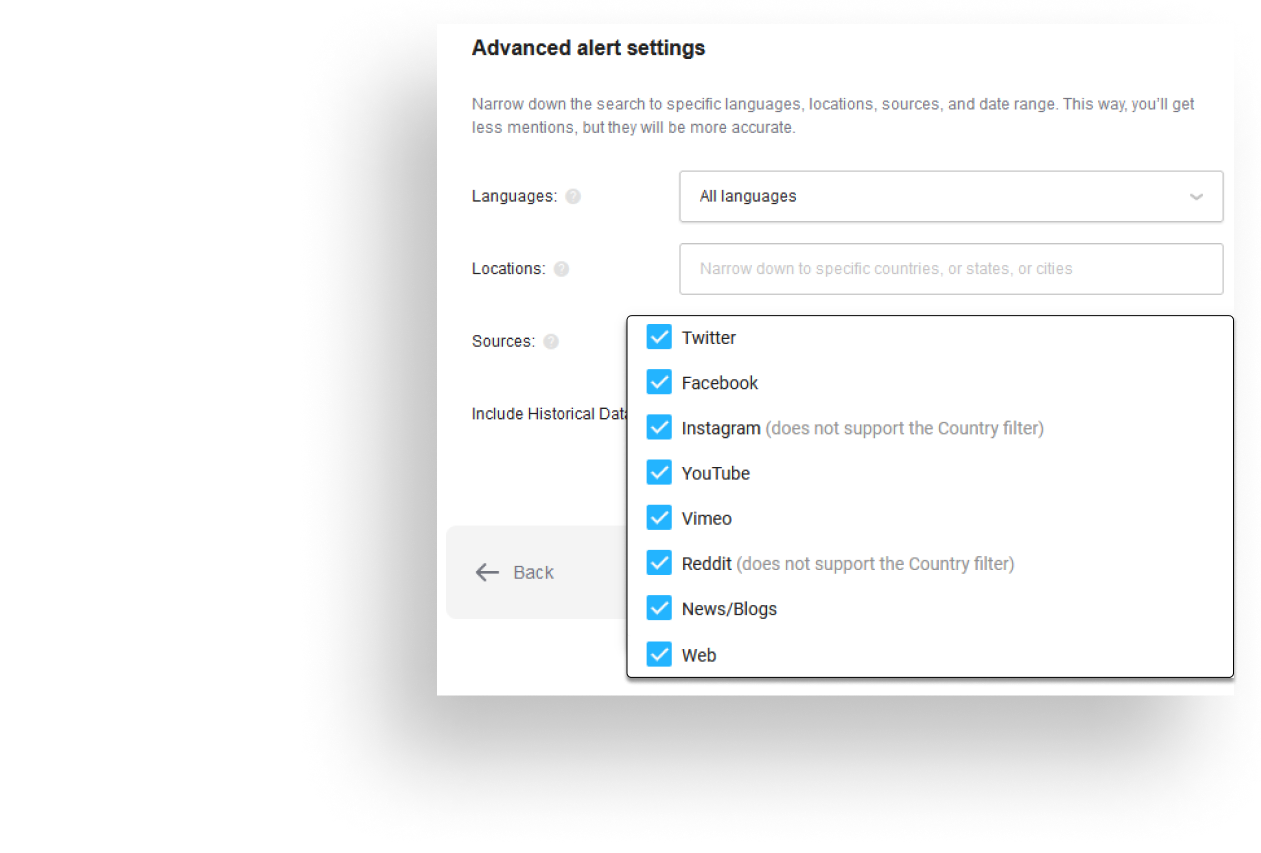 Advanced alert settings
Narrow down the search to specific languages, locations, sources, and date range. This way, you'll get
less mentions, but they will be more accurate.
Languages: ?
All languages
Locations: ?
Narrow down to specific countries, or states, or cities
Sources: ?
Twitter
Facebook
Include Historical Data
Instagram (does not support the Country filter)
YouTube
Vimeo
Reddit (does not support the Country filter)
Back
News/Blogs
Web